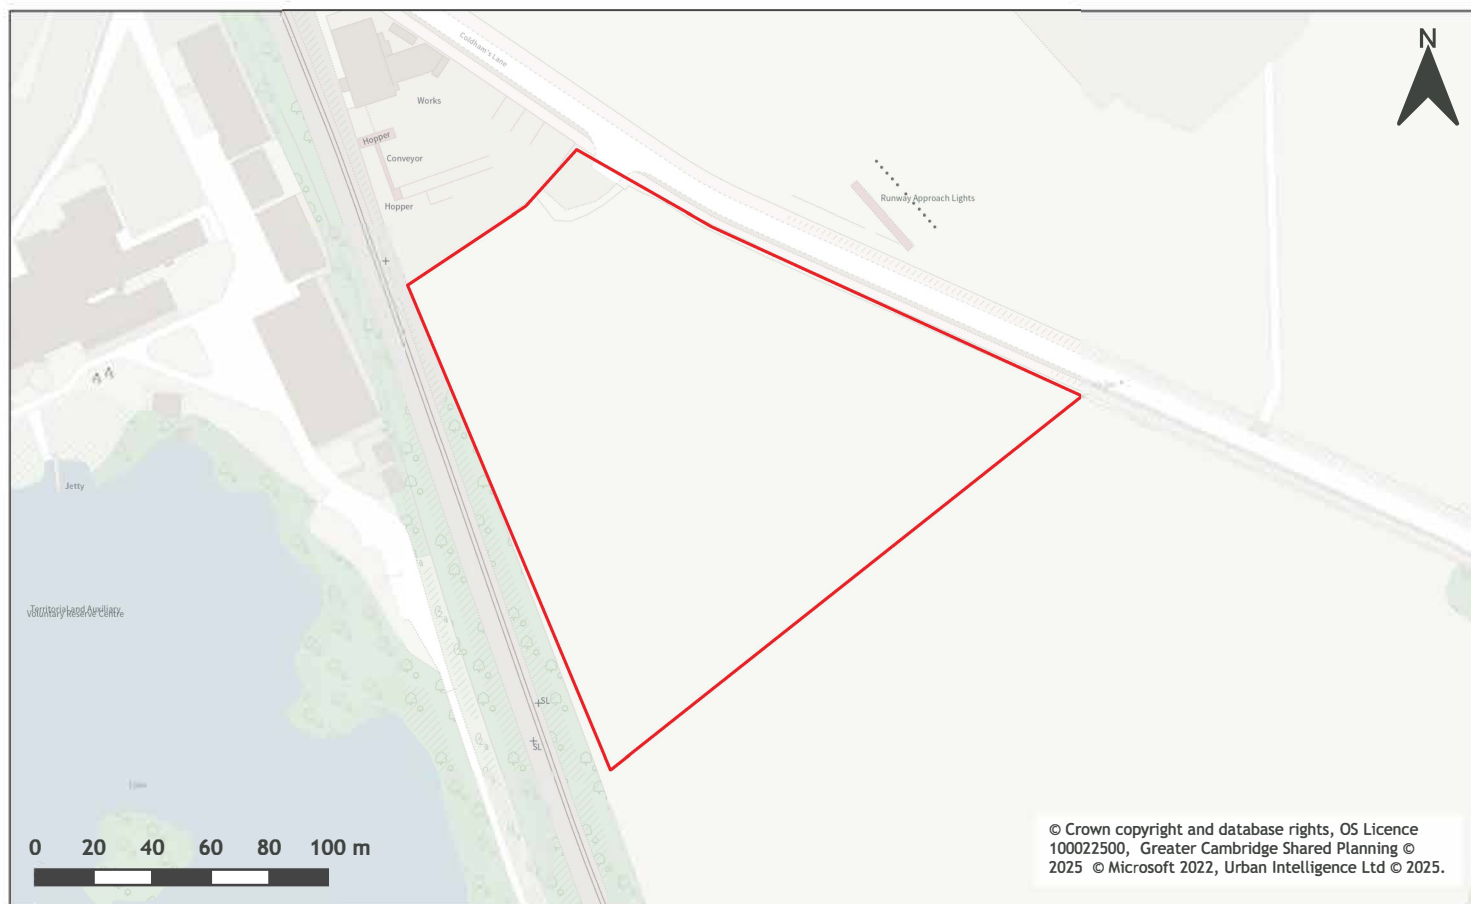 N
Coldham's Lane
Works
Hopper
Conveyor
Hopper
Runway Approach Lights
44
Jetty
Territorial and Auxiliary
Voluntary Reserve Centre
SL
SL
Lake
0 20 40 60 80 100 m
© Crown copyright and database rights, OS Licence
100022500, Greater Cambridge Shared Planning ©
2025 © Microsoft 2022, Urban Intelligence Ltd © 2025.